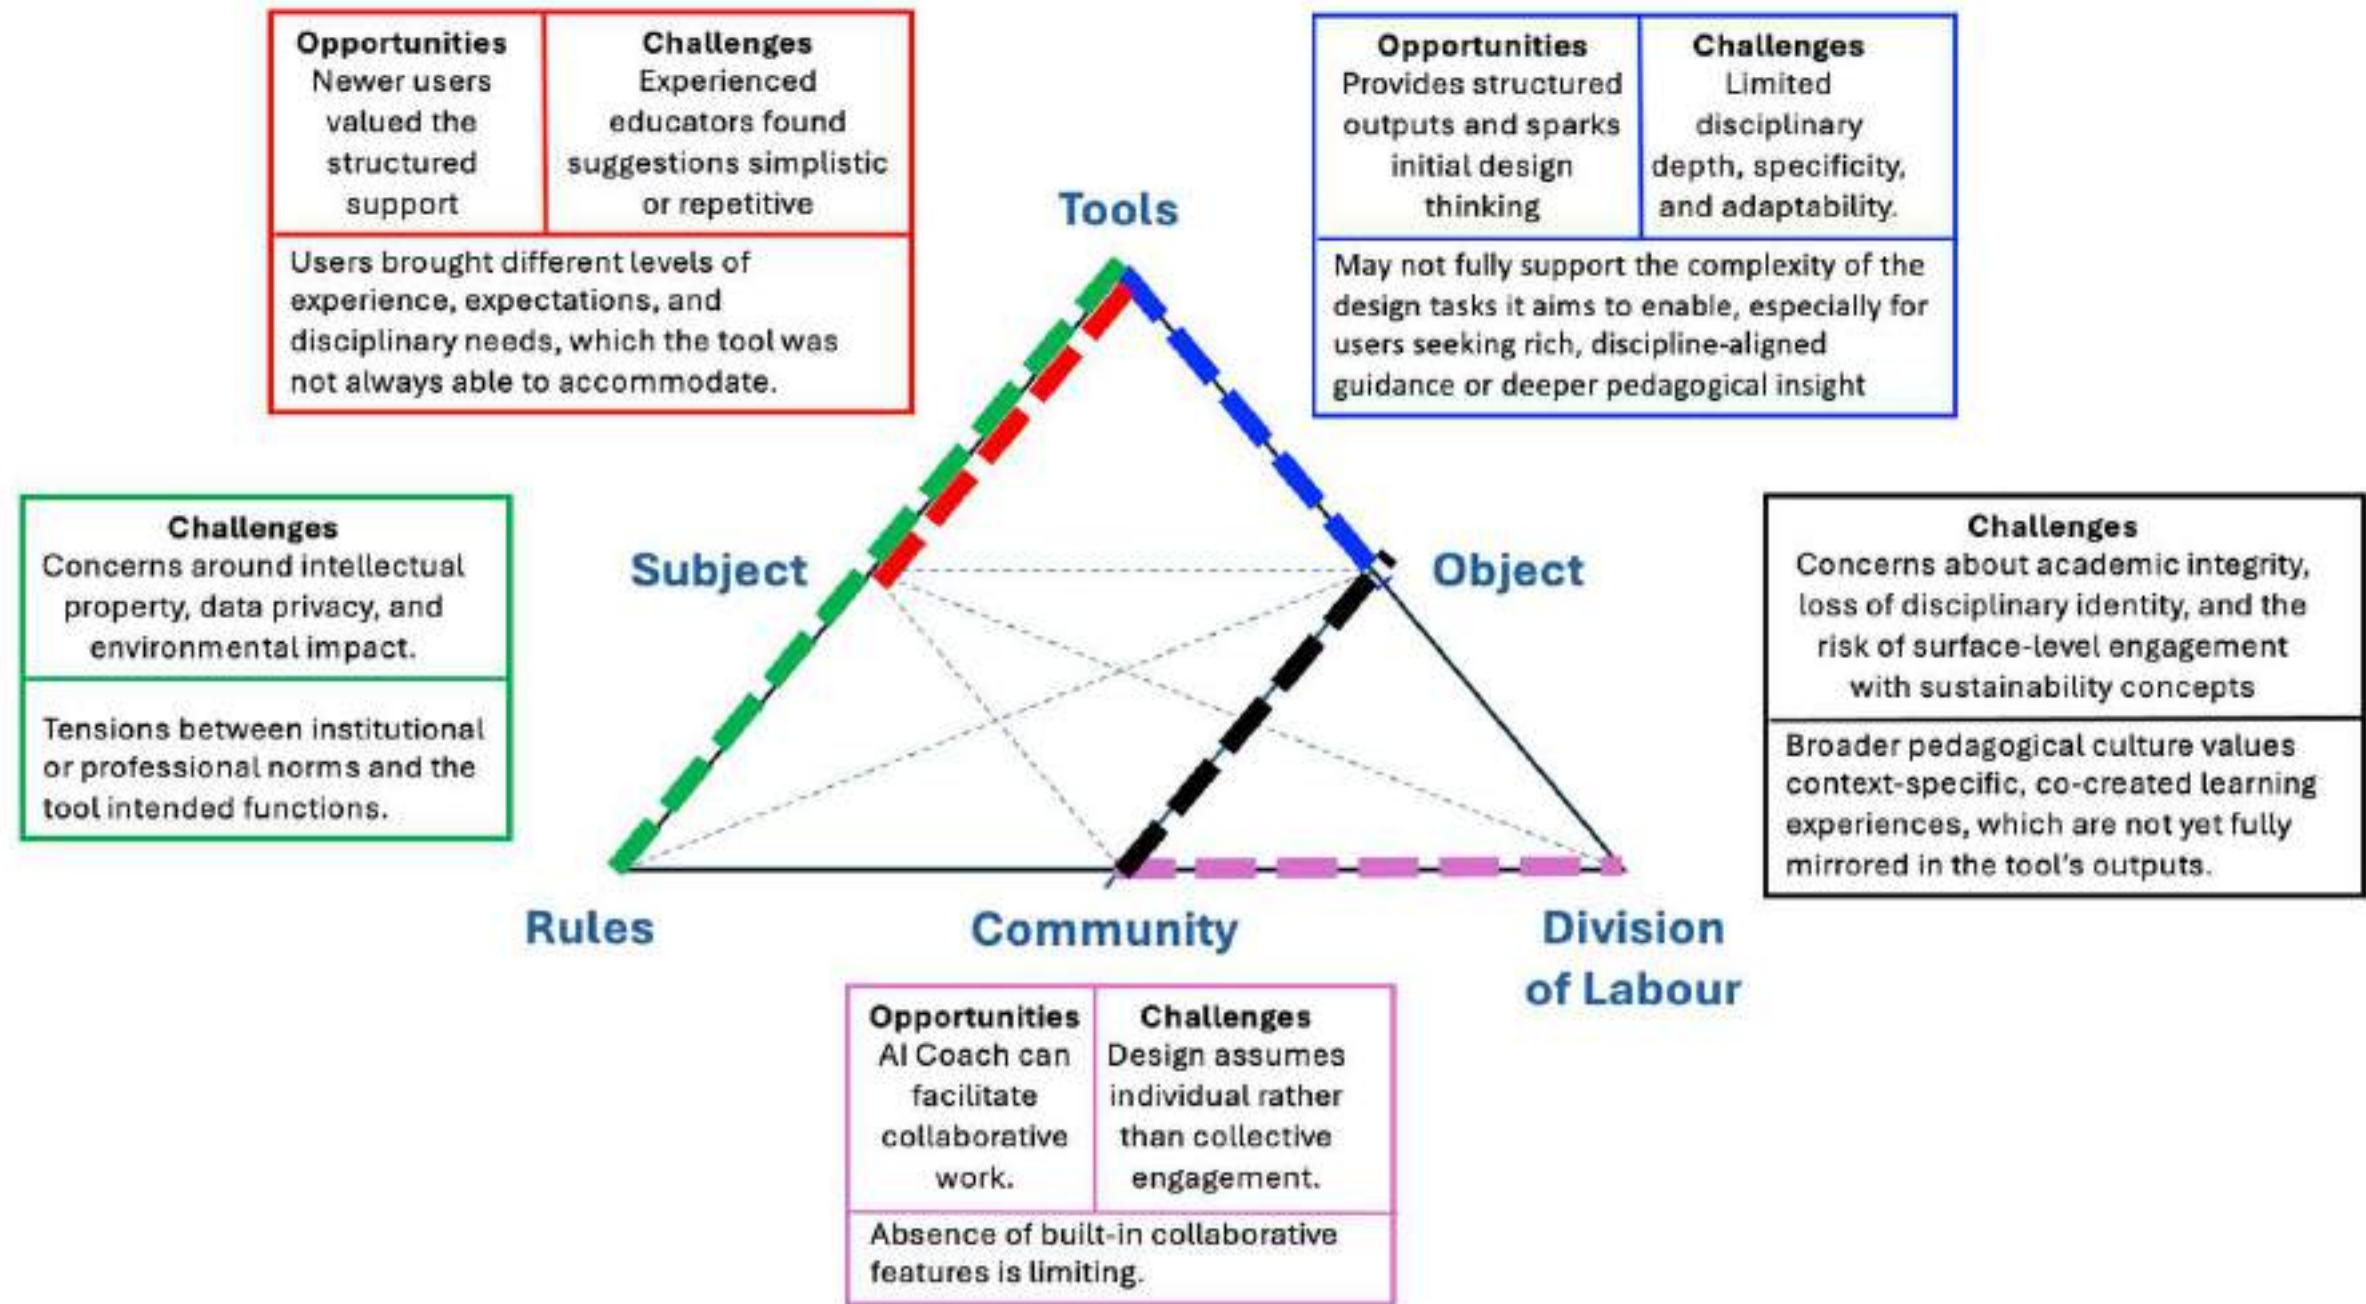 Opportunities
Newer users
valued the
structured
support
Challenges
Experienced
educators found
suggestions simplistic
or repetitive
Users brought different levels of
experience, expectations, and
disciplinary needs, which the tool was
not always able to accommodate.
Opportunities
Provides structured
outputs and sparks
initial design
thinking
Challenges
Limited
disciplinary
depth, specificity,
and adaptability.
May not fully support the complexity of the
design tasks it aims to enable, especially for
users seeking rich, discipline-aligned
guidance or deeper pedagogical insight
Tools
Challenges
Concerns around intellectual
property, data privacy, and
environmental impact.
Tensions between institutional
or professional norms and the
tool intended functions.
Subject
Object
Challenges
Concerns about academic integrity,
loss of disciplinary identity, and the
risk of surface-level engagement
with sustainability concepts
Broader pedagogical culture values
context-specific, co-created learning
experiences, which are not yet fully
mirrored in the tool's outputs.
Rules
Community
Division
of Labour
Opportunities
AI Coach can
facilitate
collaborative
work.
Challenges
Design assumes
individual rather
than collective
engagement.
Absence of built-in collaborative
features is limiting.